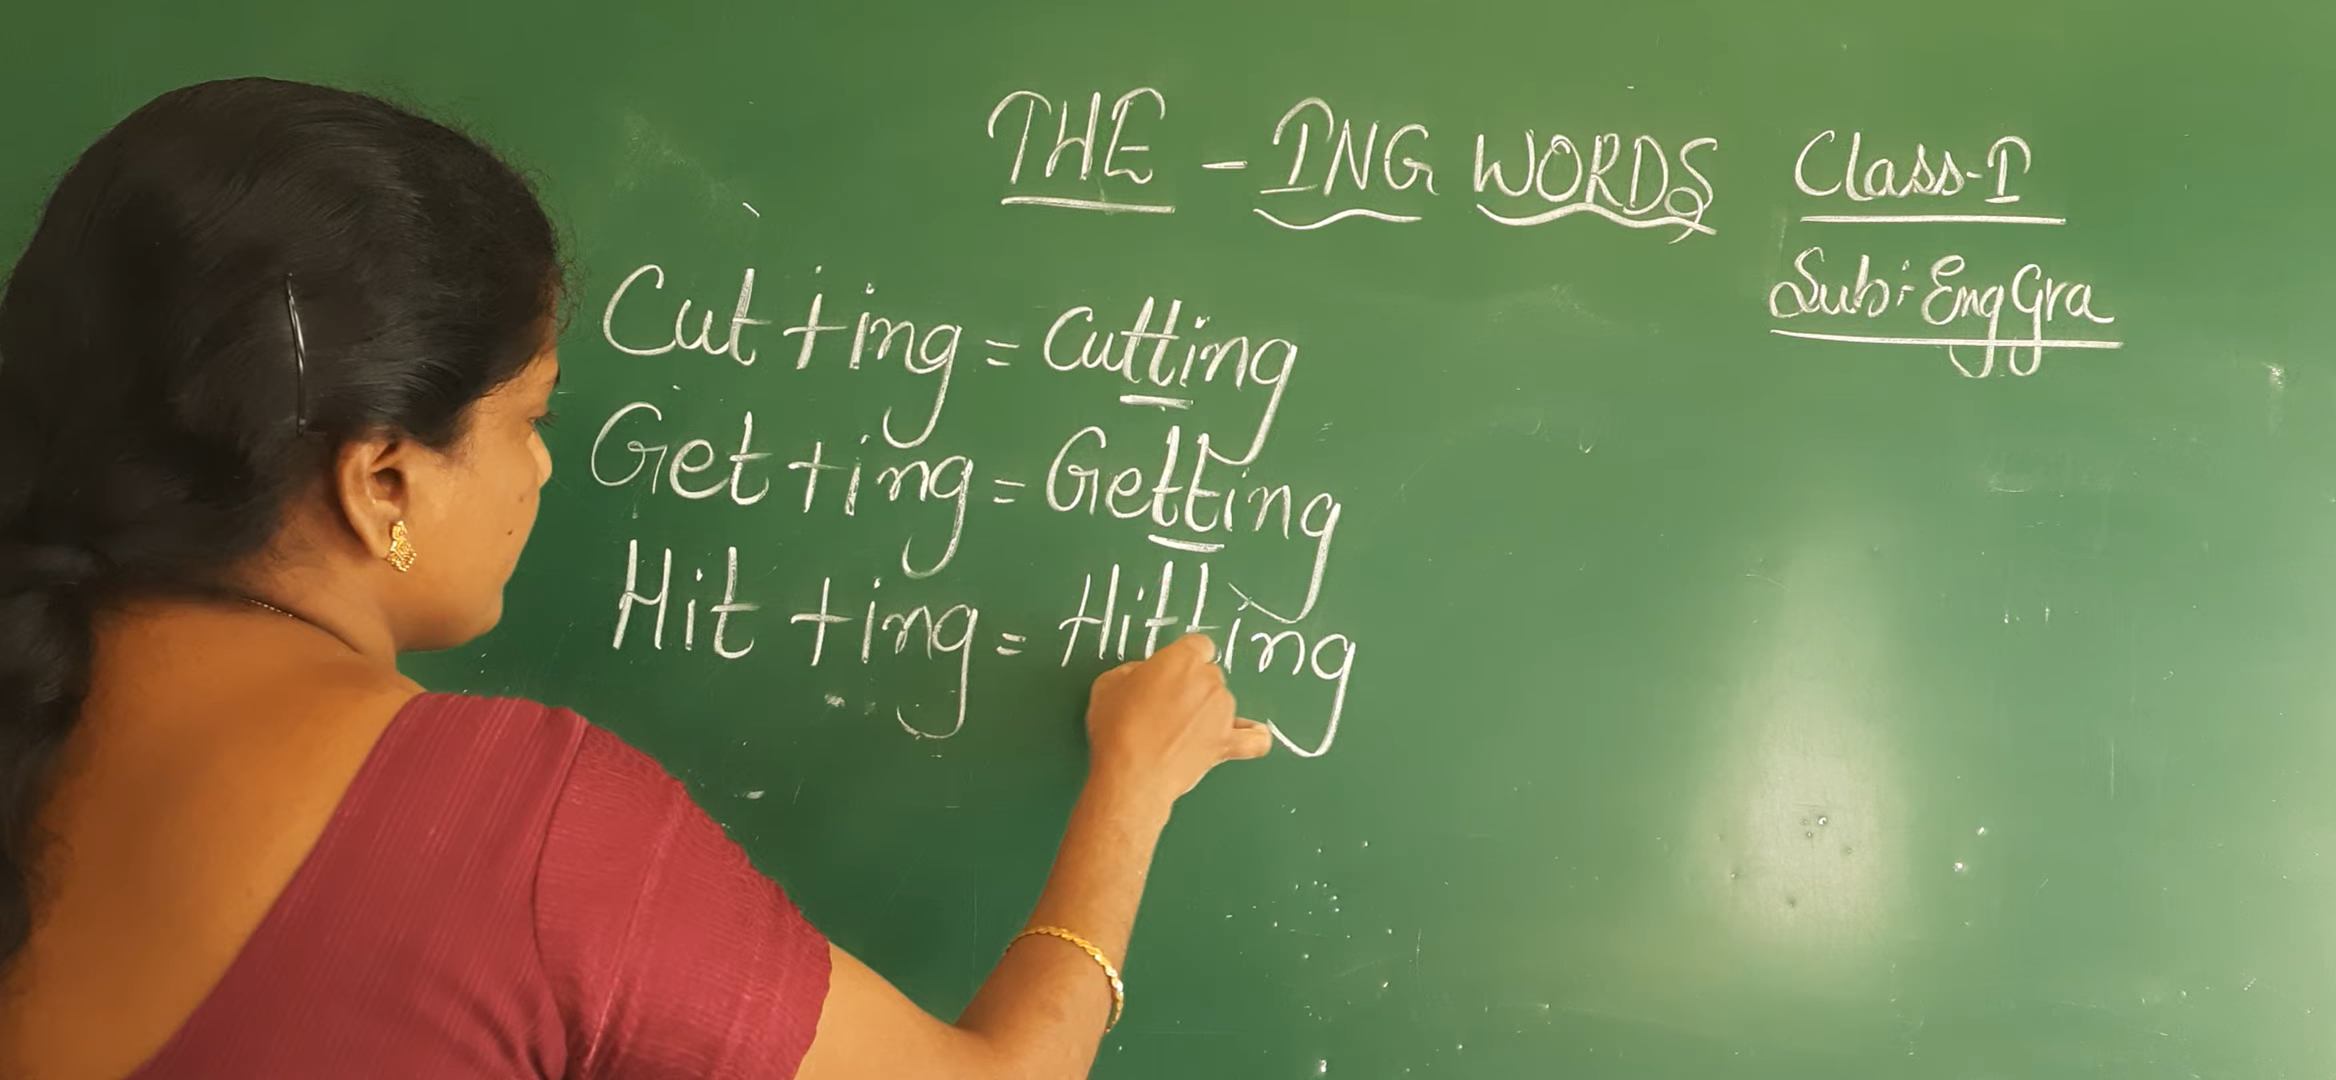 THE - ING WORDS Class-I
Sub: Eng Gra
Cut + ing = Cutting
Get + ing = Getting
Hit + ing = Hitting